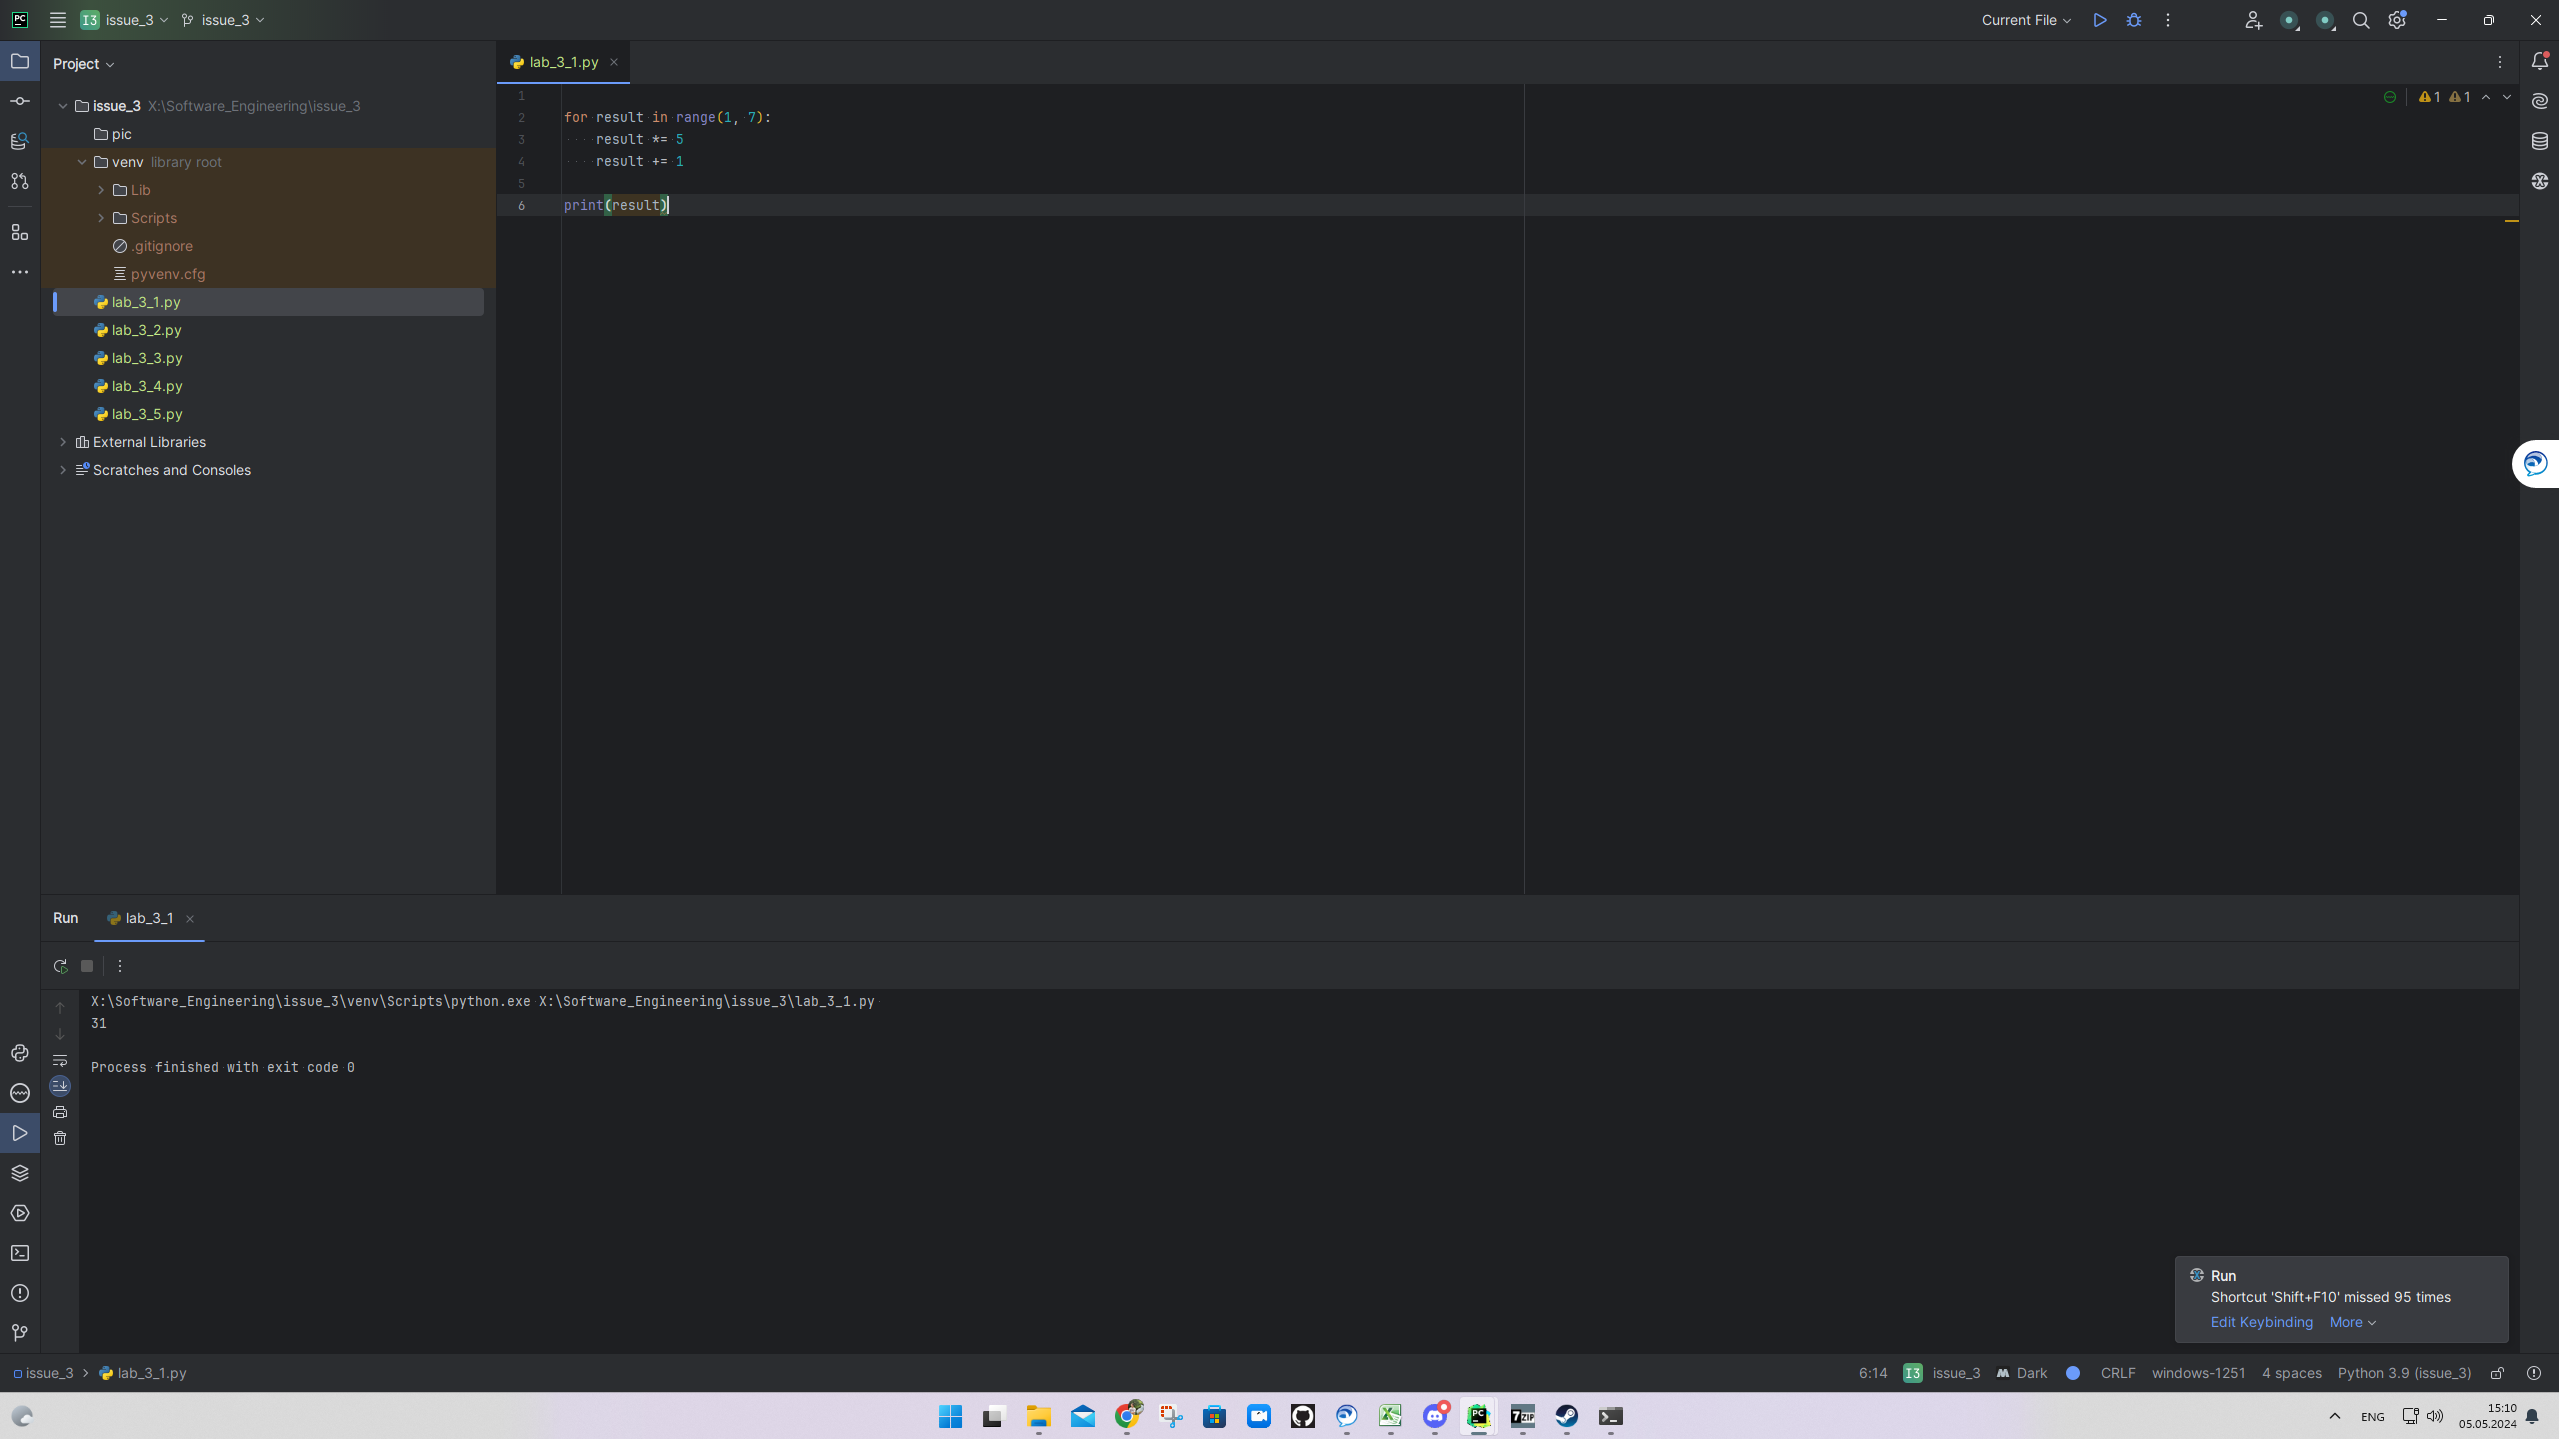 PC
I3 issue_3 issue_3
Current File
Project
lab_3_1.py
issue_3 X:\Software_Engineering\issue_3
pic
venv library root
Lib
Scripts
.gitignore
pyvenv.cfg
lab_3_1.py
lab_3_2.py
lab_3_3.py
lab_3_4.py
lab_3_5.py
External Libraries
Scratches and Consoles
1
2 for result in range(1, 7):
3 result *= 5
4 result += 1
5
6 print(result)
1 1
Run lab_3_1
X:\Software_Engineering\issue_3\venv\Scripts\python.exe X:\Software_Engineering\issue_3\lab_3_1.py
31
Process finished with exit code 0
Run
Shortcut 'Shift+F10' missed 95 times
Edit Keybinding More
issue_3 lab_3_1.py
6:14 I3 issue_3 Dark CRLF windows-1251 4 spaces Python 3.9 (issue_3)
PC 7ZIP
ENG 15:10
05.05.2024